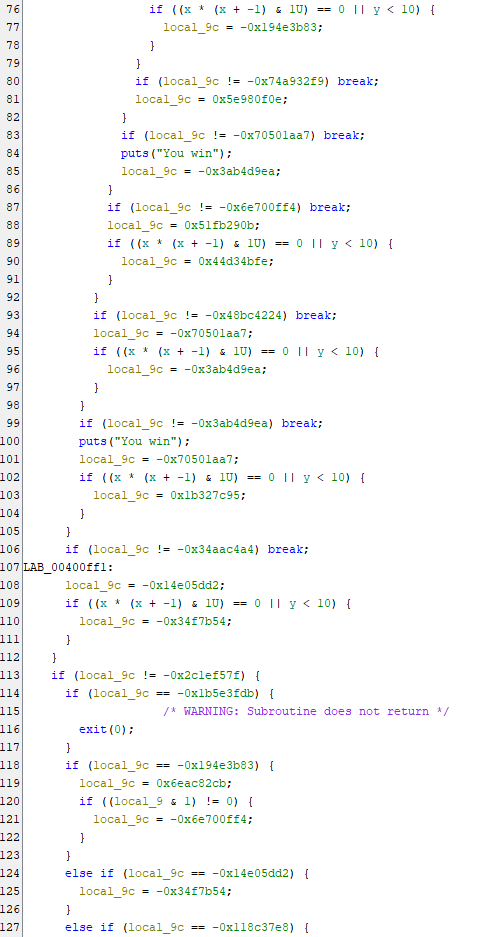 76 if ((x * (x + -1) & 1U) == 0 || y < 10) {
77 local_9c = -0x194e3b83;
78 }
79 }
80 if (local_9c != -0x74a932f9) break;
81 local_9c = 0x5e980f0e;
82 }
83 if (local_9c != -0x70501aa7) break;
84 puts("You win");
85 local_9c = -0x3ab4d9ea;
86 }
87 if (local_9c != -0x6e700ff4) break;
88 local_9c = 0x51fb290b;
89 if ((x * (x + -1) & 1U) == 0 || y < 10) {
90 local_9c = 0x44d34bfe;
91 }
92 }
93 if (local_9c != -0x48bc4224) break;
94 local_9c = -0x70501aa7;
95 if ((x * (x + -1) & 1U) == 0 || y < 10) {
96 local_9c = -0x3ab4d9ea;
97 }
98 }
99 if (local_9c != -0x3ab4d9ea) break;
100 puts("You win");
101 local_9c = -0x70501aa7;
102 if ((x * (x + -1) & 1U) == 0 || y < 10) {
103 local_9c = 0x1b327c95;
104 }
105 }
106 if (local_9c != -0x34aac4a4) break;
107 LAB_00400ff1:
108 local_9c = -0x14e05dd2;
109 if ((x * (x + -1) & 1U) == 0 || y < 10) {
110 local_9c = -0x34f7b54;
111 }
112 }
113 if (local_9c != -0x2c1ef57f) {
114 if (local_9c == -0x1b5e3fdb) {
115 /* WARNING: Subroutine does not return */
116 exit(0);
117 }
118 if (local_9c == -0x194e3b83) {
119 local_9c = 0x6eac82cb;
120 if ((local_9 & 1) != 0) {
121 local_9c = -0x6e700ff4;
122 }
123 }
124 else if (local_9c == -0x14e05dd2) {
125 local_9c = -0x34f7b54;
126 }
127 else if (local_9c == -0x118c37e8) {